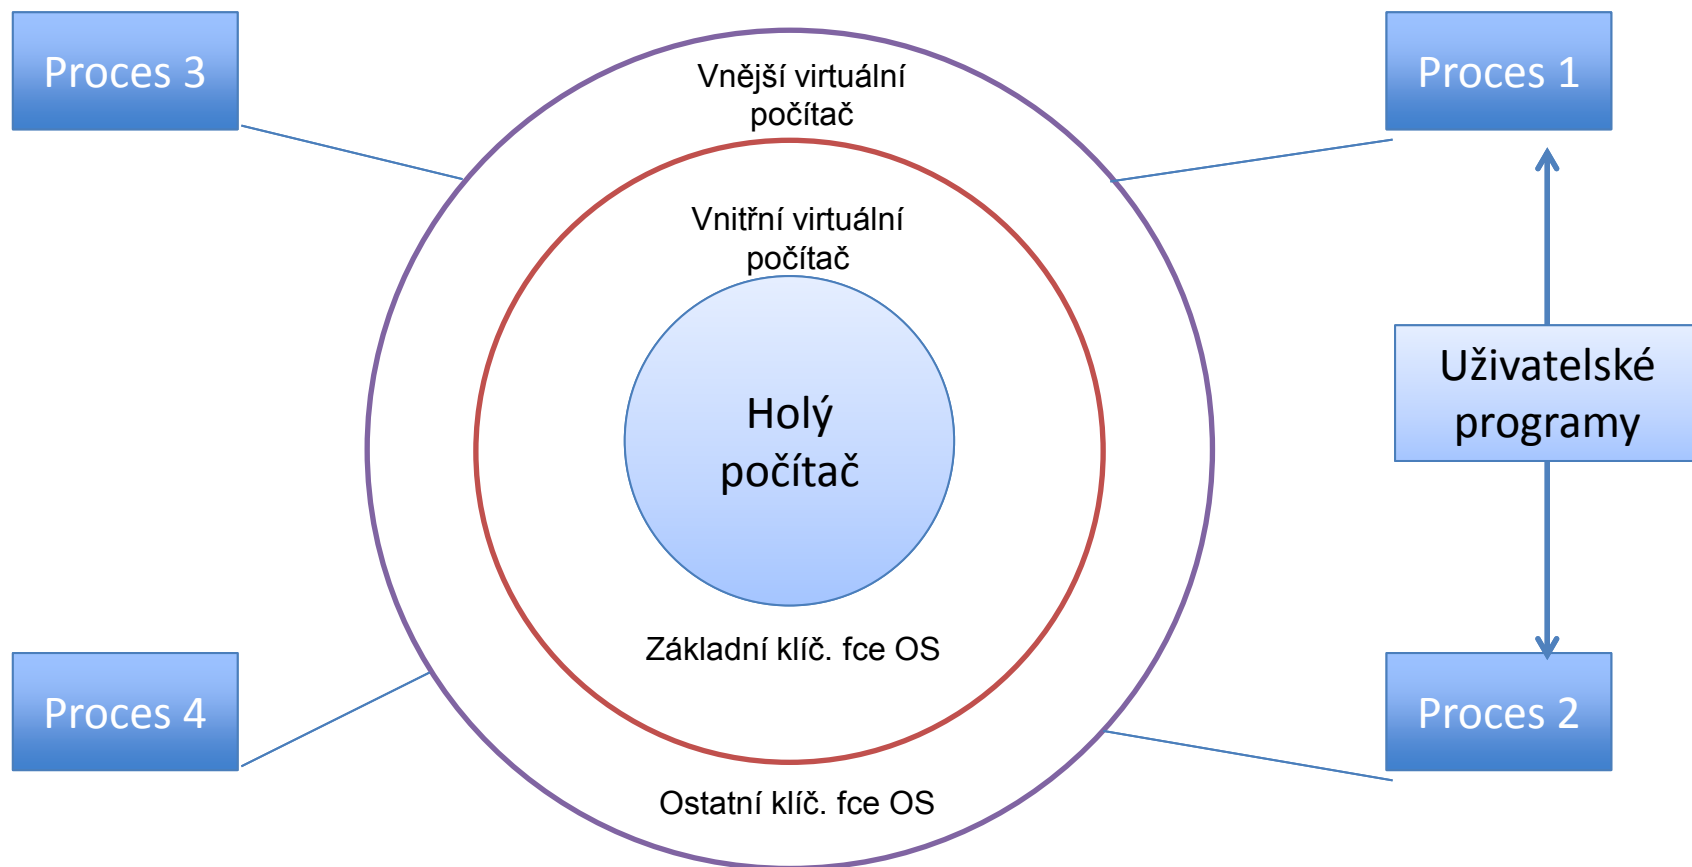 Proces 3
Vnější virtuální
počítač
Proces 1
Vnitřní virtuální
počítač
Holý
počítač
Uživatelské
programy
Základní klíč. fce OS
Proces 4
Proces 2
Ostatní klíč. fce OS